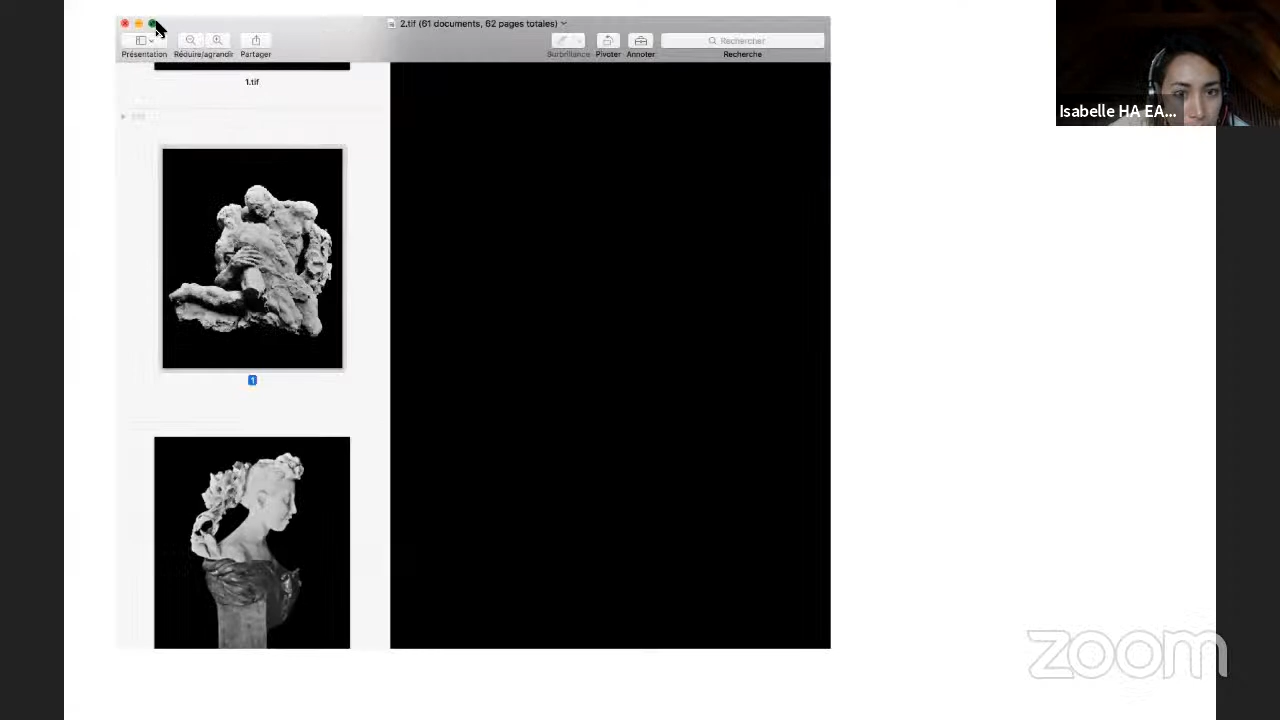 2.tif (61 documents, 62 pages totales)
Rechercher
Présentation
Réduire/agrandir
Partager
Surbrillance
Pivoter
Annoter
Recherche
1.tif
1
Isabelle HA EA...
zoom